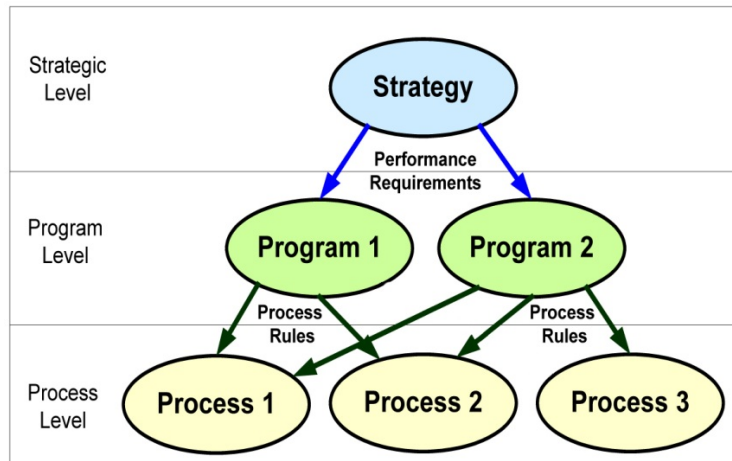 Strategic
Level
Strategy
Performance
Requirements
Program
Level
Program 1
Program 2
Process
Rules
Process
Rules
Process
Level
Process 1
Process 2
Process 3